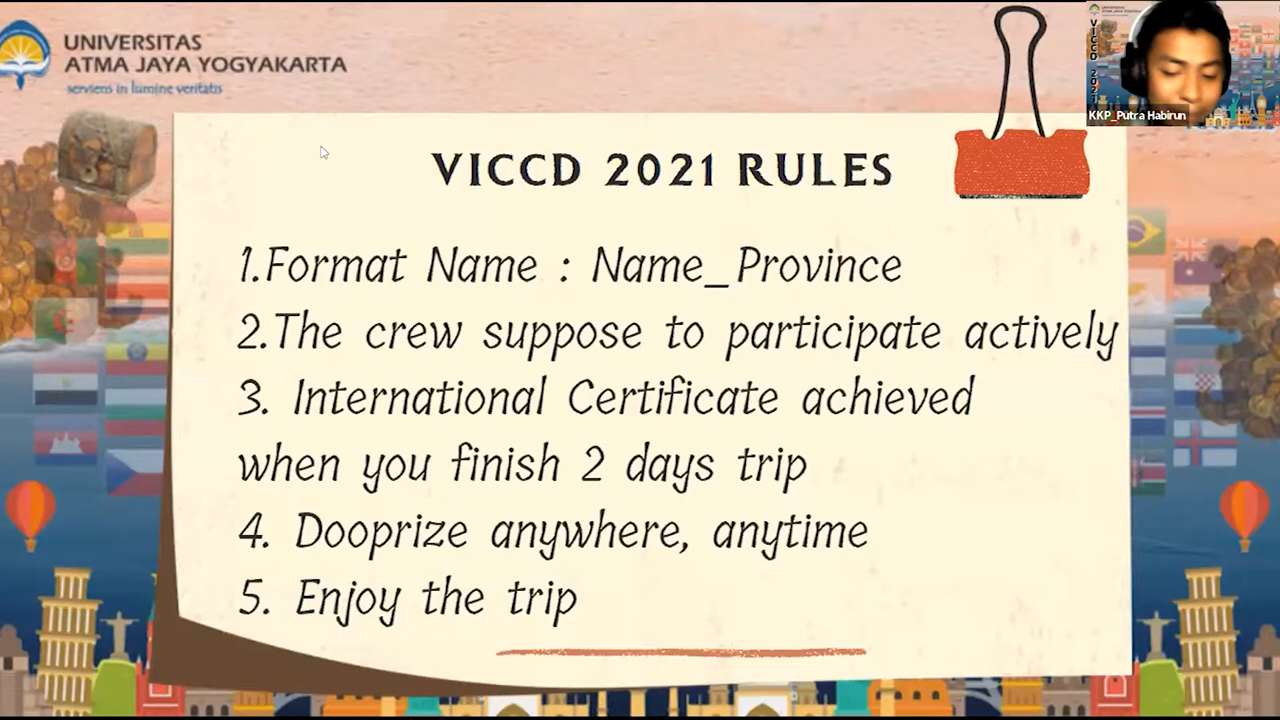 UNIVERSITAS
ATMA JAYA YOGYAKARTA
serviens in lumine veritatis
VICCD 2021
KKP_Putra Habirun
VICCD 2021 RULES
1.Format Name : Name_Province
2.The crew suppose to participate actively
3. International Certificate achieved
when you finish 2 days trip
4. Dooprize anywhere, anytime
5. Enjoy the trip